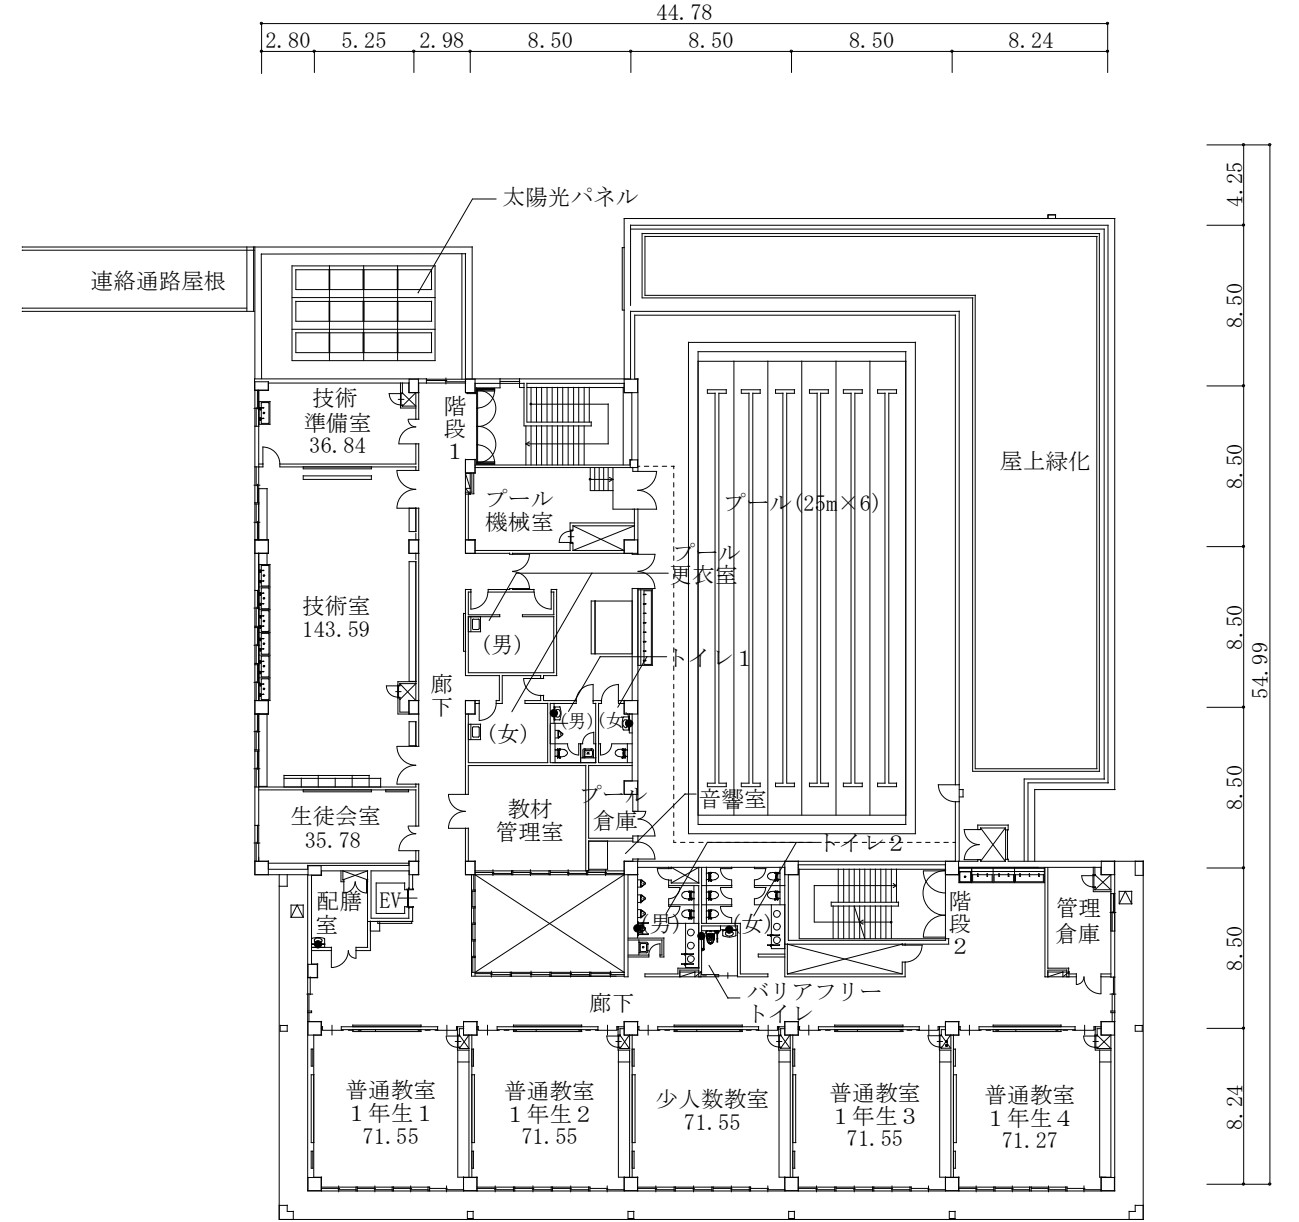 44.78
2.80
5.25
2.98
8.50
8.50
8.50
8.24
4.25
8.50
8.50
8.50
8.50
8.50
8.24
54.99
太陽光パネル
連絡通路屋根
技術
準備室
36.84
階段1
プール
機械室
プール(25m×6)
屋上緑化
プール
更衣室
技術室
143.59
(男)
トイレ1
廊下
(女)
(男)
(女)
生徒会室
35.78
教材
管理室
プール
倉庫
音響室
トイレ2
配膳
室
EV
(男)
(女)
階段2
管理
倉庫
バリアフリー
トイレ
廊下
普通教室
1年生1
71.55
普通教室
1年生2
71.55
少人数教室
71.55
普通教室
1年生3
71.55
普通教室
1年生4
71.27